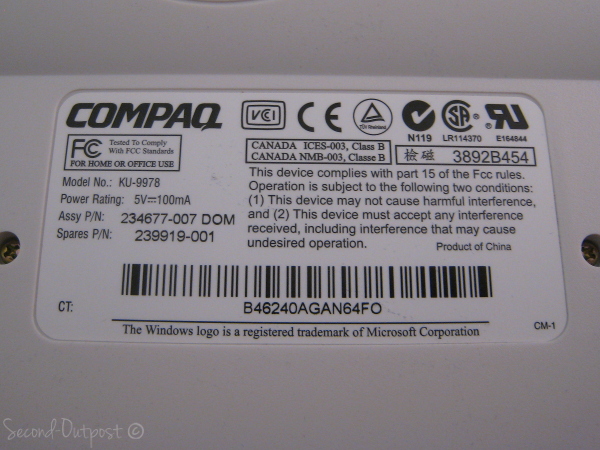 COMPAQ
VCI
CE
TÜV Rheinland
N119
LR114370
E164844
FC Tested To Comply
With FCC Standards
FOR HOME OR OFFICE USE
CANADA ICES-003, Class B
CANADA NMB-003, Classe B
檢磁 3892B454
Model No.: KU-9978
Power Rating: 5V⎓100mA
Assy P/N: 234677-007 DOM
Spares P/N: 239919-001
This device complies with part 15 of the Fcc rules.
Operation is subject to the following two conditions:
(1) This device may not cause harmful interference,
and (2) This device must accept any interference
received, including interference that may cause
undesired operation.
Product of China
CT:
B46240AGAN64FO
The Windows logo is a registered trademark of Microsoft Corporation
CM-1
Second-Outpost ©